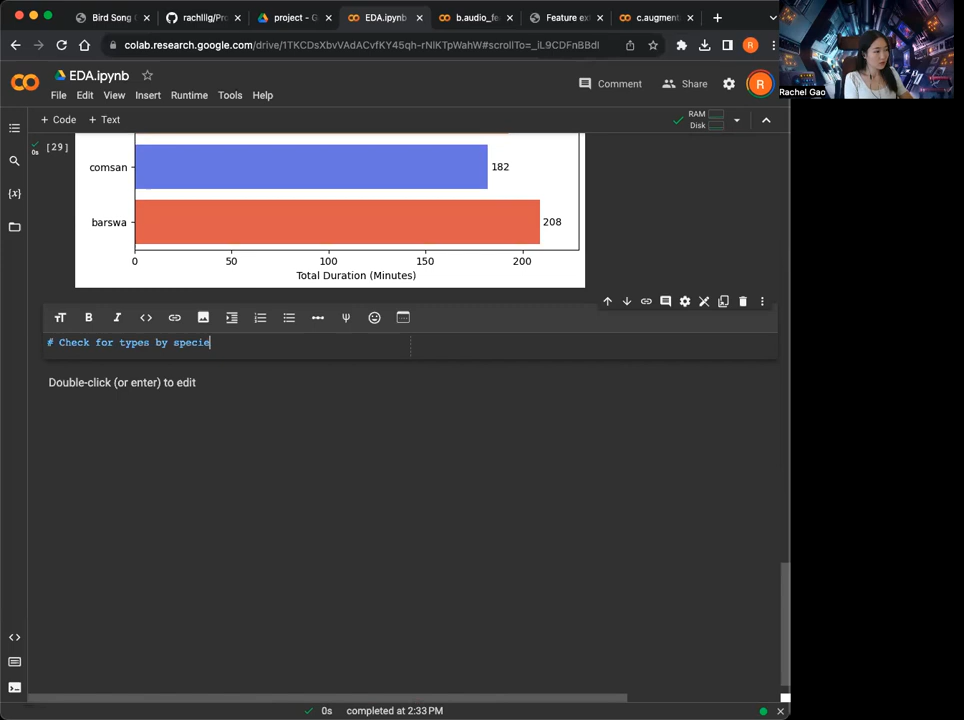 Bird Song C
rachlllg/Pro
project - G
EDA.ipynb
b.audio_fe
Feature ex
c.augment
colab.research.google.com/drive/1TKCDsXbvVAdACvfKY45qh-rNlKTpWahW#scrollTo=_iL9CDFnBBdl
R
EDA.ipynb
Comment
Share
R
Rachel Gao
File Edit View Insert Runtime Tools Help
+ Code + Text
RAM
Disk
0s
[29]
comsan
182
barswa
208
0 50 100 150 200
Total Duration (Minutes)
# Check for types by specie
Double-click (or enter) to edit
0s completed at 2:33 PM